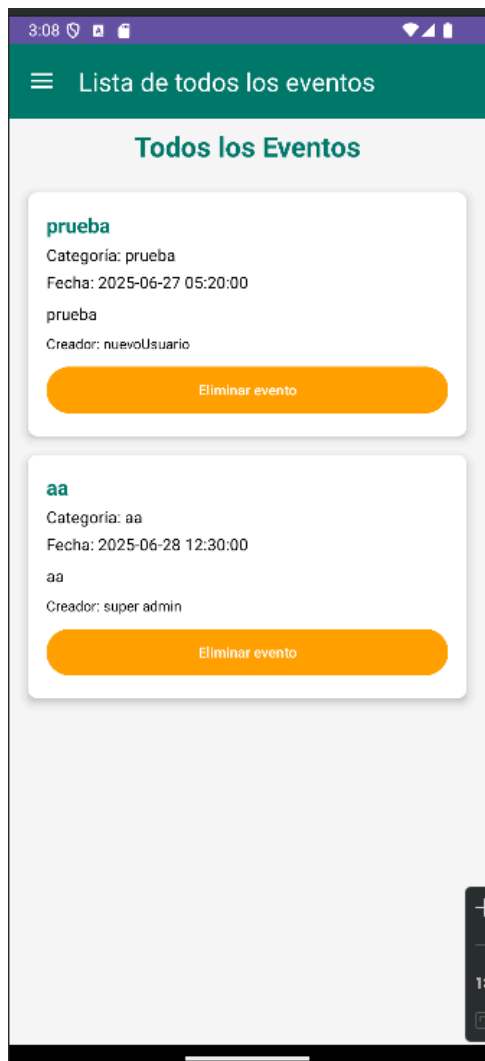 3:08
Lista de todos los eventos
Todos los Eventos
prueba
Categoría: prueba
Fecha: 2025-06-27 05:20:00
prueba
Creador: nuevoUsuario
Eliminar evento
aa
Categoría: aa
Fecha: 2025-06-28 12:30:00
aa
Creador: super admin
Eliminar evento